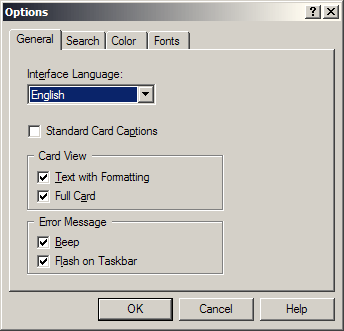 Options
General Search Color Fonts
Interface Language:
English
Standard Card Captions
Card View
Text with Formatting
Full Card
Error Message
Beep
Flash on Taskbar
OK Cancel Help